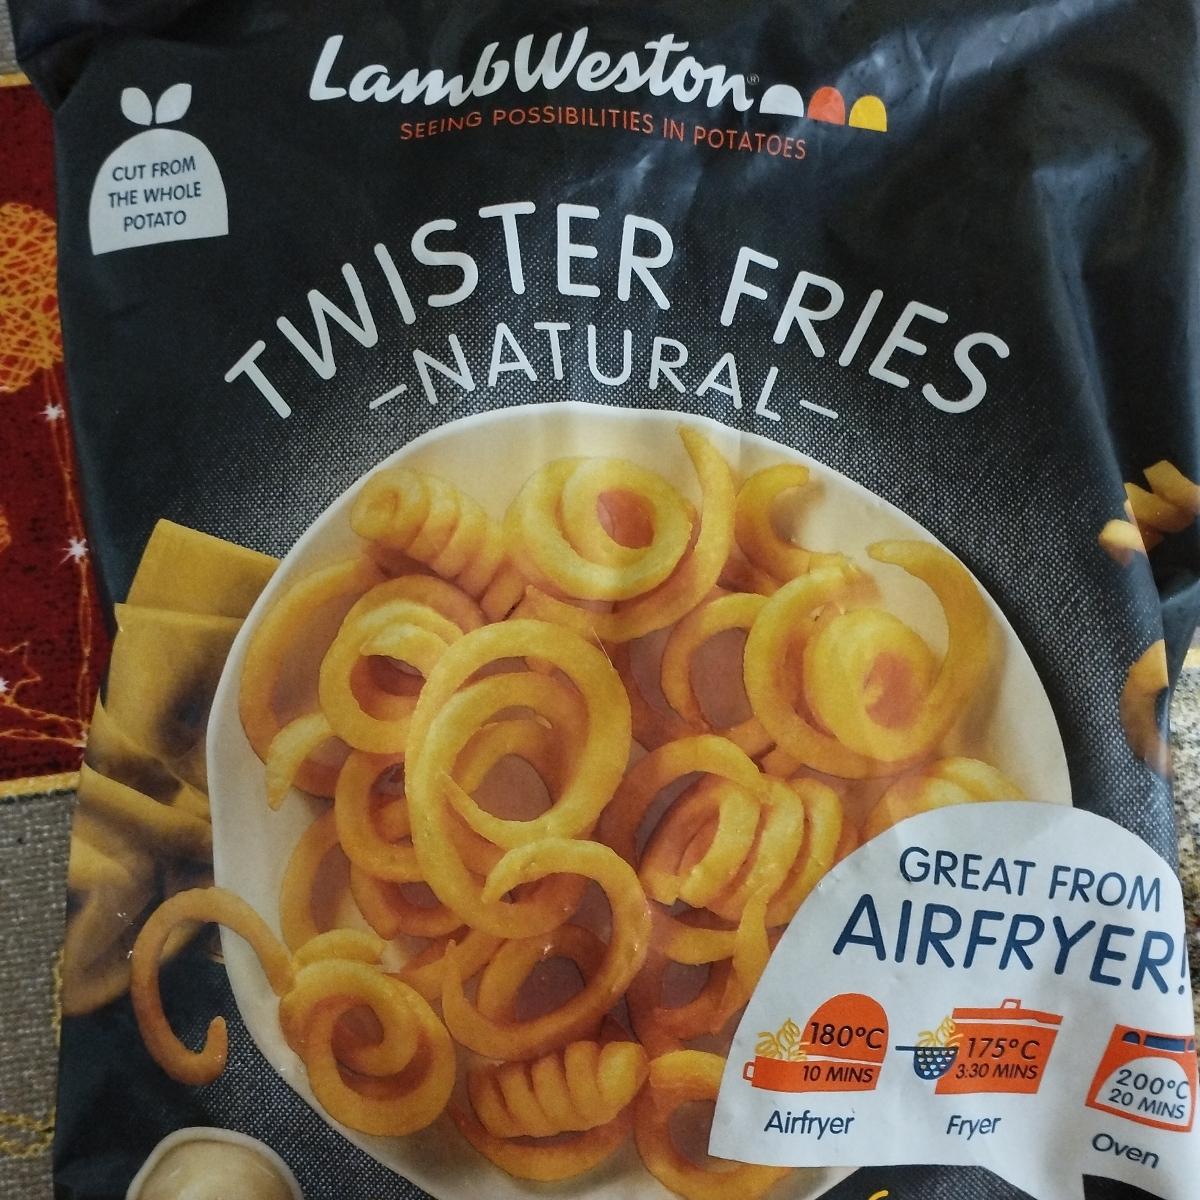 LambWeston®
SEEING POSSIBILITIES IN POTATOES
CUT FROM
THE WHOLE
POTATO
TWISTER FRIES
–NATURAL–
GREAT FROM
AIRFRYER!
180°C
10 MINS
Airfryer
175°C
3:30 MINS
Fryer
200°C
20 MINS
Oven